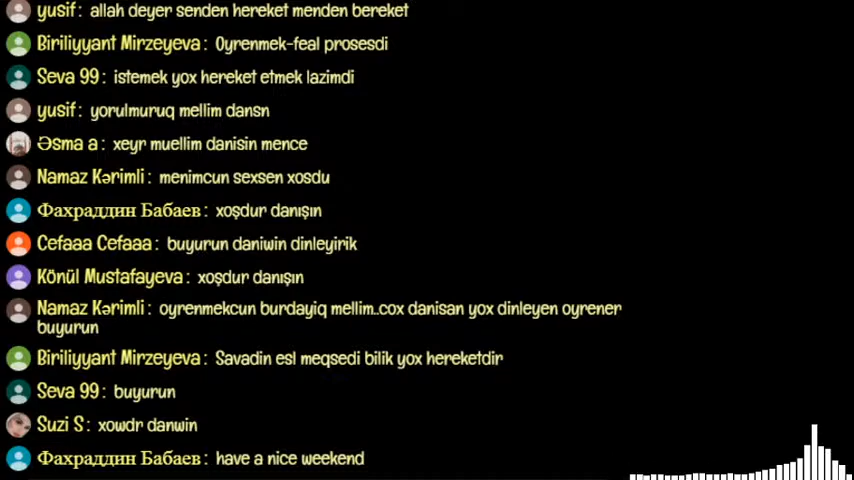 yusif: allah deyer senden hereket menden bereket
Biriliyyant Mirzeyeva: Oyrenmek-feal prosesdi
Seva 99: istemek yox hereket etmek lazimdi
yusif: yorulmuruq mellim dansn
Əsma a: xeyr muellim danisin mence
Namaz Kərimli: menimcun sexsen xosdu
Фахраддин Бабаев: xoşdur danışın
Cefaaa Cefaaa: buyurun daniwin dinleyirik
Könül Mustafayeva: xoşdur danışın
Namaz Kərimli: oyrenmekcun burdayiq mellim..cox danisan yox dinleyen oyrener
buyurun
Biriliyyant Mirzeyeva: Savadin esl meqsedi bilik yox hereketdir
Seva 99: buyurun
Suzi S: xowdr danwin
Фахраддин Бабаев: have a nice weekend